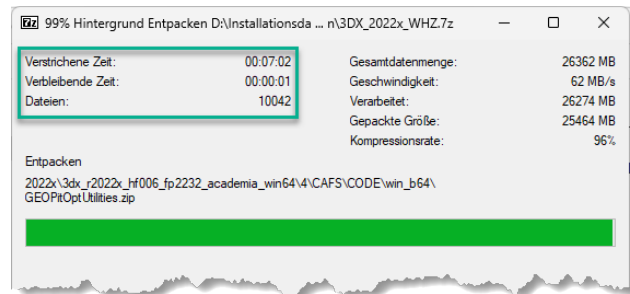 7z 99% Hintergrund Entpacken D:\Installationsda ... n\3DX_2022x_WHZ.7z
Verstrichene Zeit: 00:07:02 Gesamtdatenmenge: 26362 MB
Verbleibende Zeit: 00:00:01 Geschwindigkeit: 62 MB/s
Dateien: 10042 Verarbeitet: 26274 MB
Gepackte Größe: 25464 MB
Kompressionsrate: 96%
Entpacken
2022x\3dx_r2022x_hf006_fp2232_academia_win64\4\CAFS\CODE\win_b64\
GEOPitOptUtilities.zip